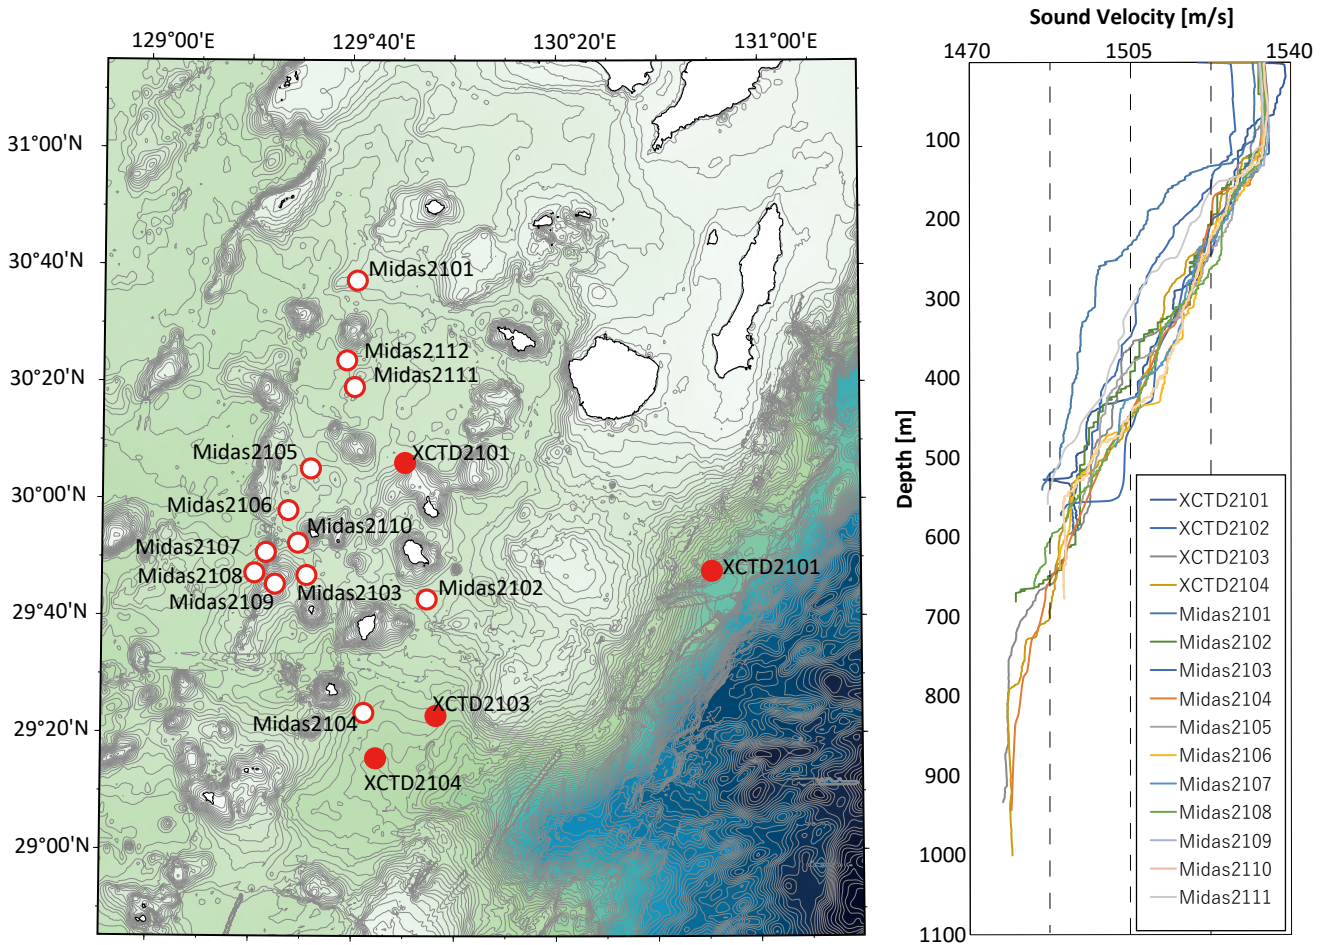 129°00'E
129°40'E
130°20'E
131°00'E
31°00'N
30°40'N
30°20'N
30°00'N
29°40'N
29°20'N
29°00'N
Midas2101
Midas2112
Midas2111
Midas2105
XCTD2101
Midas2106
Midas2110
Midas2107
Midas2108
Midas2109
Midas2103
Midas2102
XCTD2101
XCTD2103
Midas2104
XCTD2104
Sound Velocity [m/s]
1470
1505
1540
Depth [m]
100
200
300
400
500
600
700
800
900
1000
1100
XCTD2101
XCTD2102
XCTD2103
XCTD2104
Midas2101
Midas2102
Midas2103
Midas2104
Midas2105
Midas2106
Midas2107
Midas2108
Midas2109
Midas2110
Midas2111